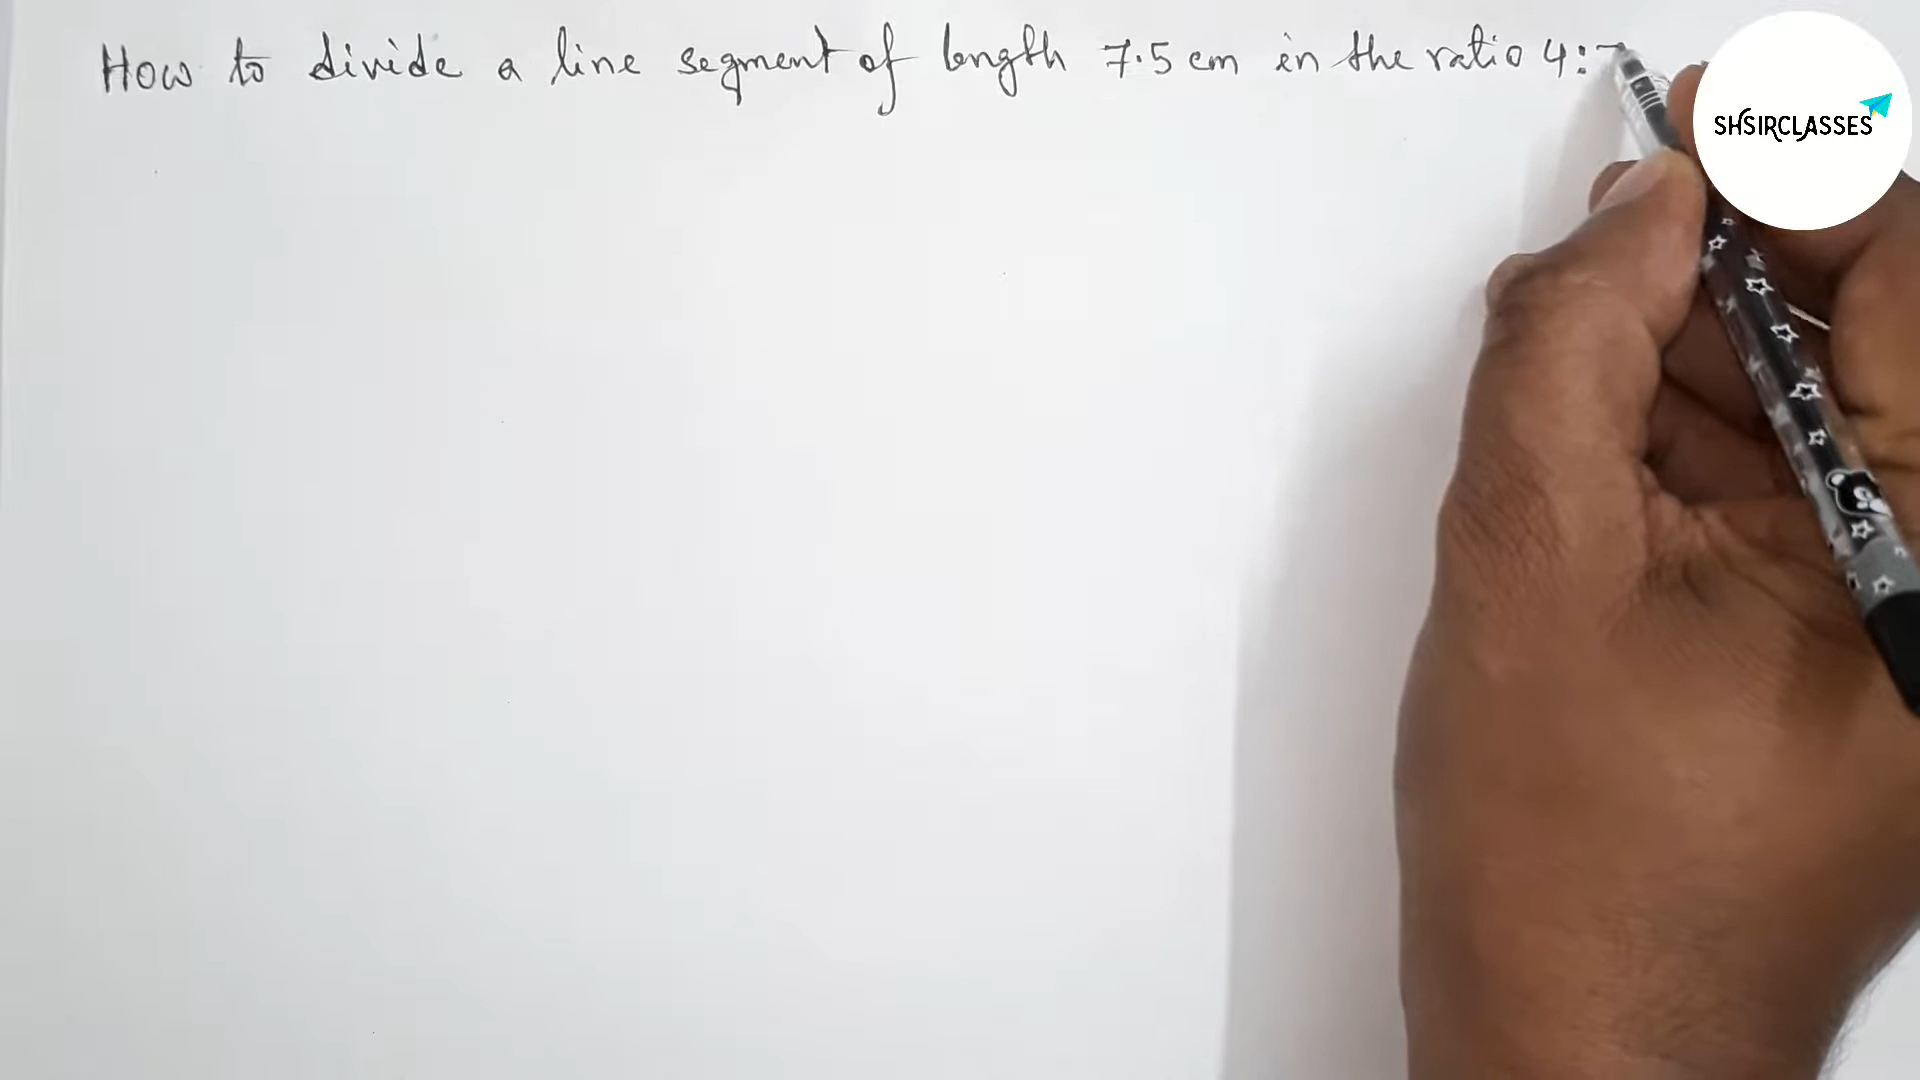 How to divide a line segment of length 7.5 cm in the ratio 4:
SHSIRCLASSES